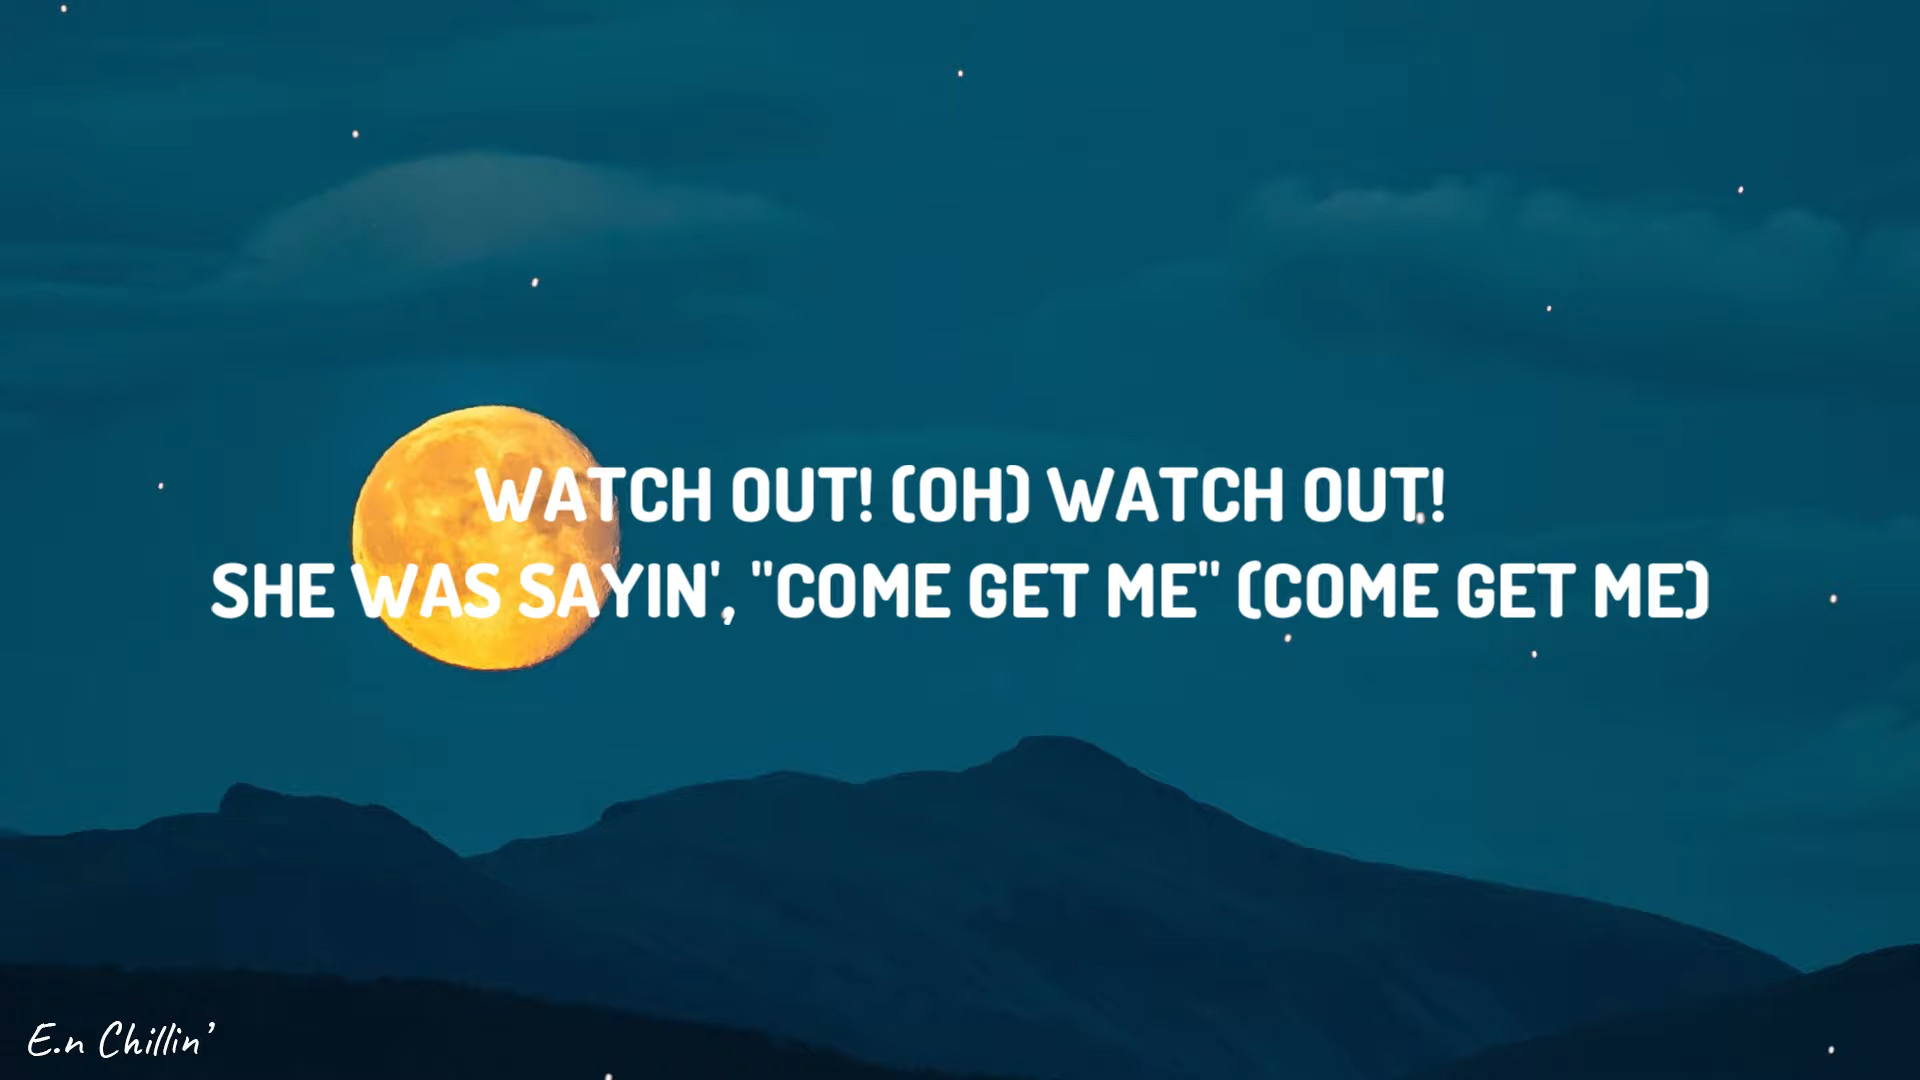 WATCH OUT! (OH) WATCH OUT!
SHE WAS SAYIN', "COME GET ME" (COME GET ME)
E.n Chillin'